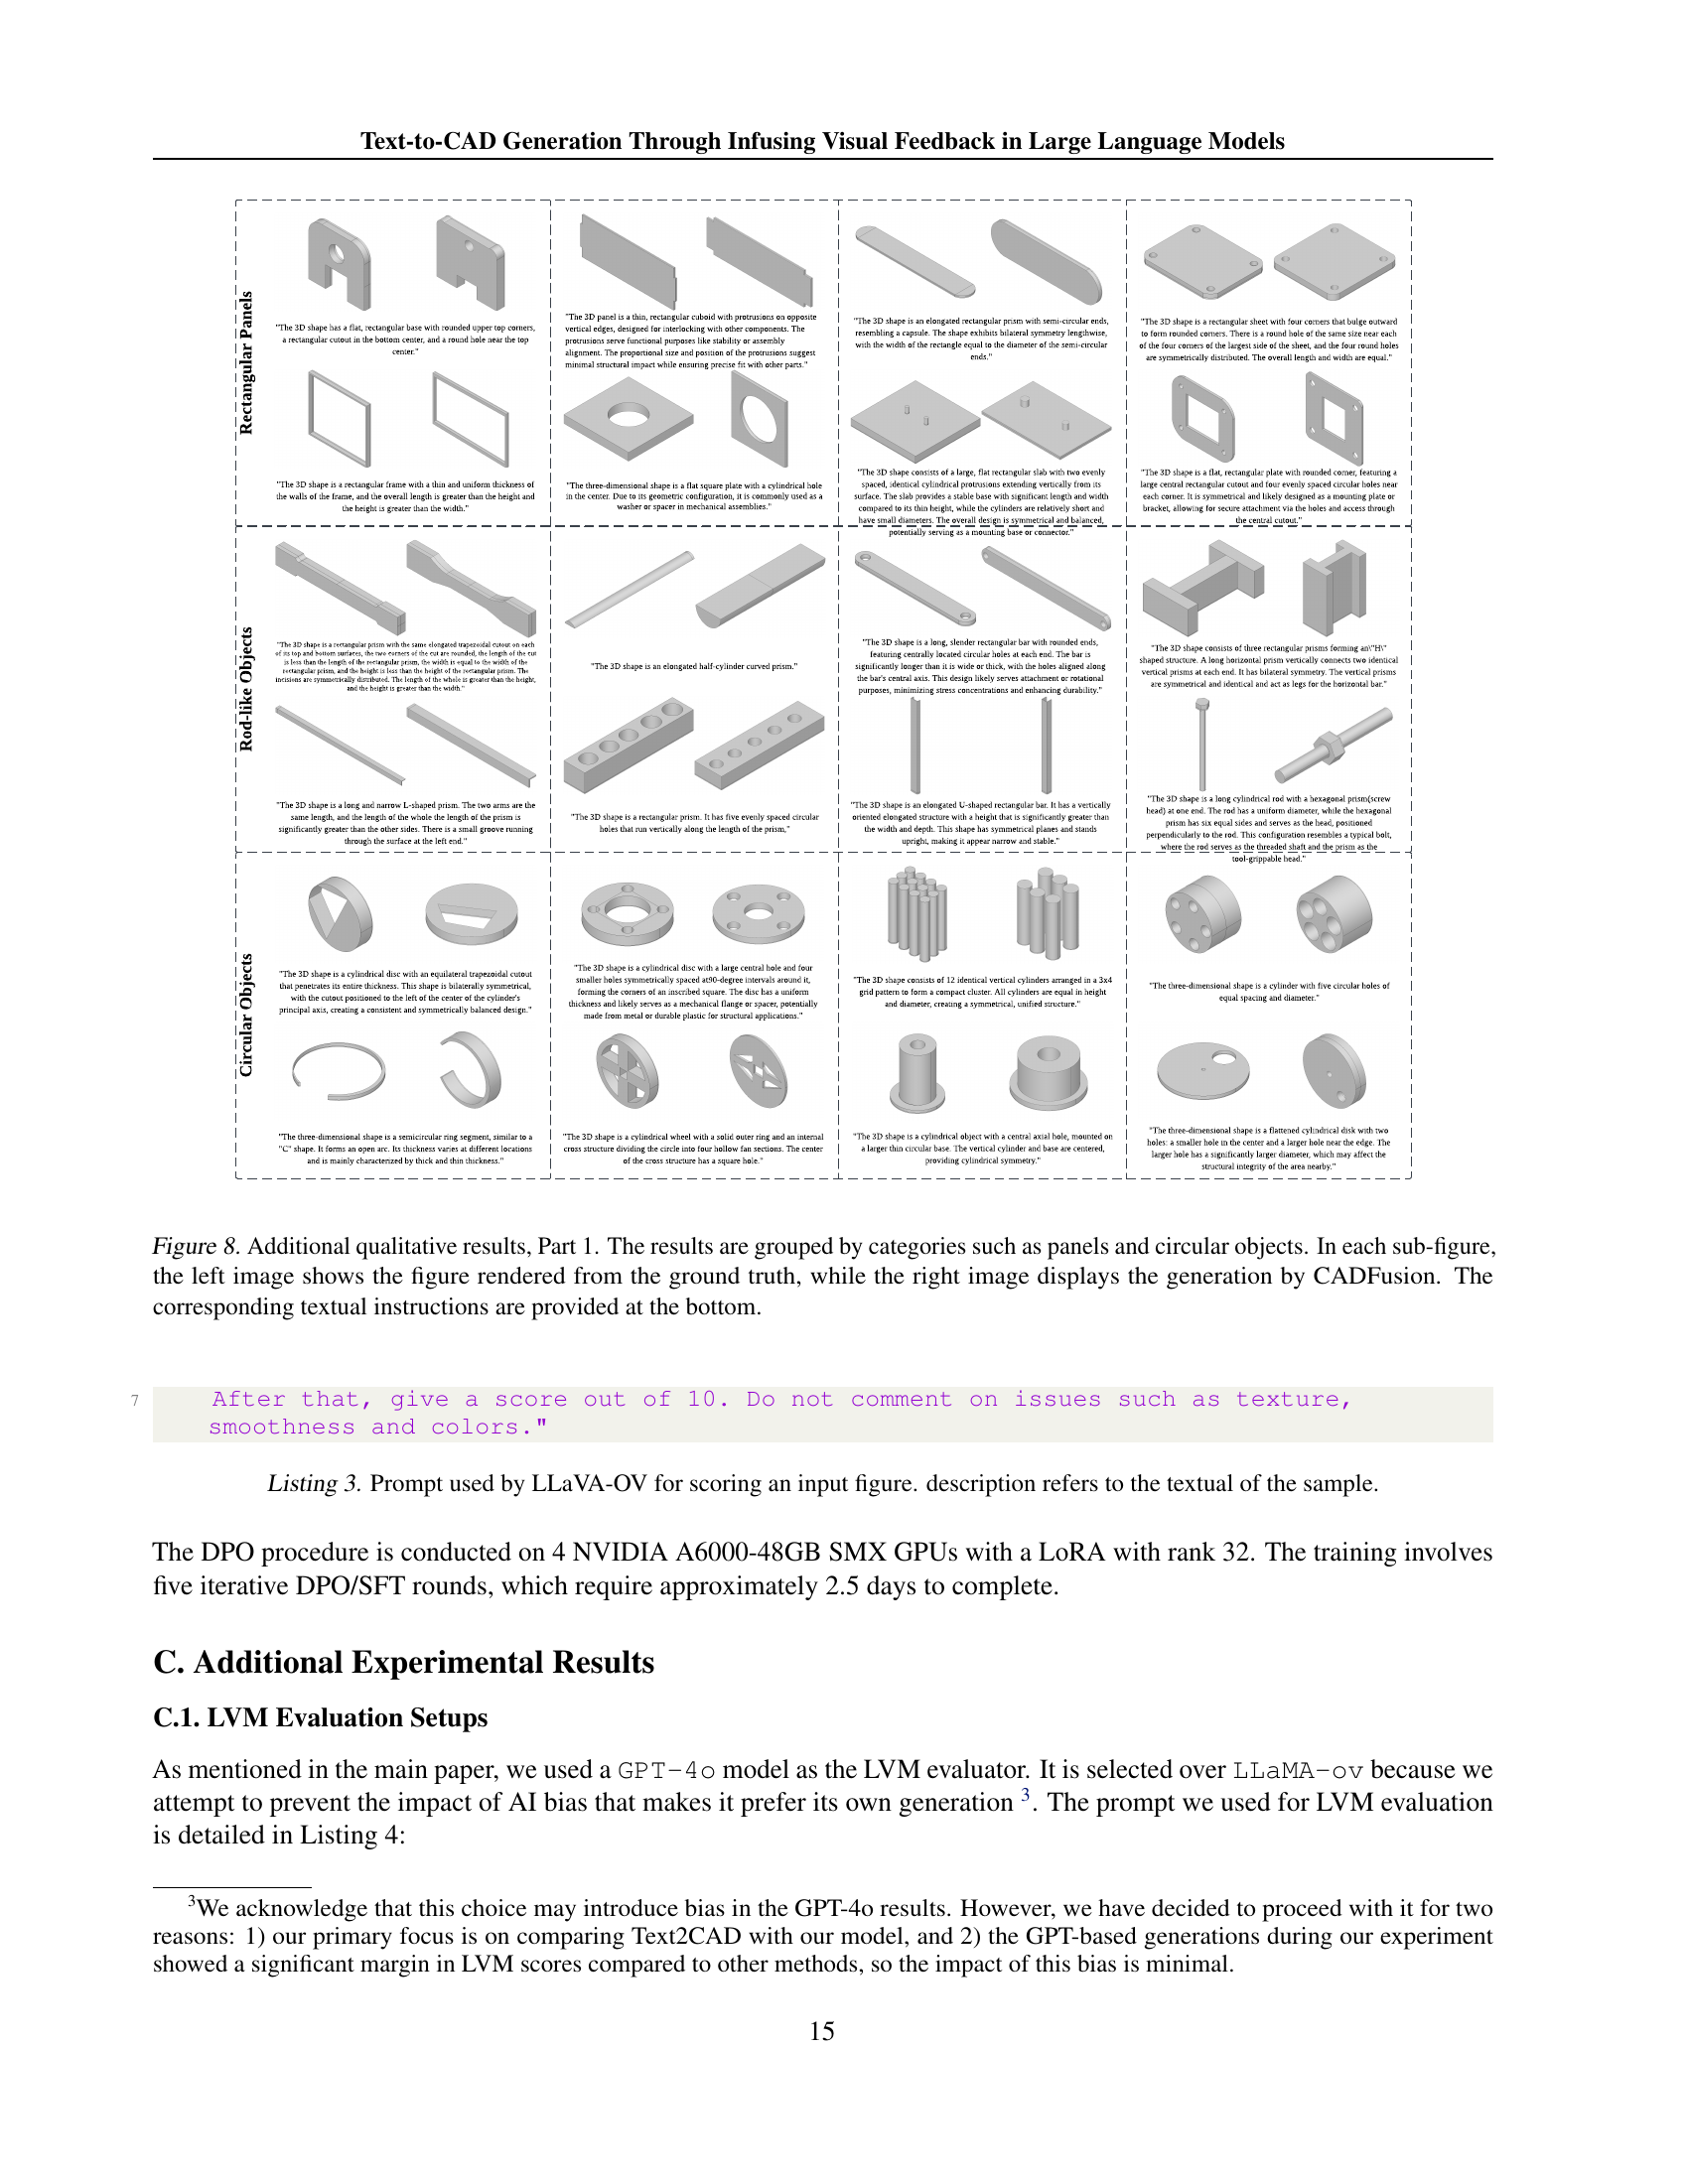 Text-to-CAD Generation Through Infusing Visual Feedback in Large Language Models
Rectangular Panels
"The 3D shape has a flat, rectangular base with rounded upper top corners,
a rectangular cutout in the bottom center, and a round hole near the top
center."
"The 3D panel is a thin, rectangular cuboid with protrusions on opposite
vertical edges, designed for interlocking with other components. The
protrusions serve functional purposes like stability or assembly
alignment. The proportional size and position of the protrusions suggest
minimal structural impact while ensuring precise fit with other parts."
"The 3D shape is an elongated rectangular prism with semi-circular ends,
resembling a capsule. The shape exhibits bilateral symmetry lengthwise,
with the width of the rectangle equal to the diameter of the semi-circular
ends."
"The 3D shape is a rectangular sheet with four corners that bulge outward
to form rounded corners. There is a round hole of the same size near each
of the four corners of the largest side of the sheet, and the four round holes
are symmetrically distributed. The overall length and width are equal."
"The 3D shape is a rectangular frame with a thin and uniform thickness of
the walls of the frame, and the overall length is greater than the height and
the height is greater than the width."
"The three-dimensional shape is a flat square plate with a cylindrical hole
in the center. Due to its geometric configuration, it is commonly used as a
washer or spacer in mechanical assemblies."
"The 3D shape consists of a large, flat rectangular slab with two evenly
spaced, identical cylindrical protrusions extending vertically from its
surface. The slab provides a stable base with significant length and width
compared to its thin height, while the cylinders are relatively short and
have small diameters. The overall design is symmetrical and balanced,
potentially serving as a mounting base or connector."
"The 3D shape is a flat, rectangular plate with rounded corner, featuring a
large central rectangular cutout and four evenly spaced circular holes near
each corner. It is symmetrical and likely designed as a mounting plate or
bracket, allowing for secure attachment via the holes and access through
the central cutout."
Rod-like Objects
"The 3D shape is a rectangular prism with the same elongated trapezoidal cutout on each
of its top and bottom surfaces, the two corners of the cut are rounded, the length of the cut
is less than the length of the rectangular prism, the width is equal to the width of the
rectangular prism, and the height is less than the height of the rectangular prism. The
incisions are symmetrically distributed. The length of the whole is greater than the height,
and the height is greater than the width."
"The 3D shape is an elongated half-cylinder curved prism."
"The 3D shape is a long, slender rectangular bar with rounded ends,
featuring centrally located circular holes at each end. The bar is
significantly longer than it is wide or thick, with the holes aligned along
the bar's central axis. This design likely serves attachment or rotational
purposes, minimizing stress concentrations and enhancing durability."
"The 3D shape consists of three rectangular prisms forming an\"H\"
shaped structure. A long horizontal prism vertically connects two identical
vertical prisms at each end. It has bilateral symmetry. The vertical prisms
are symmetrical and identical and act as legs for the horizontal bar."
"The 3D shape is a long and narrow L-shaped prism. The two arms are the
same length, and the length of the whole the length of the prism is
significantly greater than the other sides. There is a small groove running
through the surface at the left end."
"The 3D shape is a rectangular prism. It has five evenly spaced circular
holes that run vertically along the length of the prism,"
"The 3D shape is an elongated U-shaped rectangular bar. It has a vertically
oriented elongated structure with a height that is significantly greater than
the width and depth. This shape has symmetrical planes and stands
upright, making it appear narrow and stable."
"The 3D shape is a long cylindrical rod with a hexagonal prism(screw
head) at one end. The rod has a uniform diameter, while the hexagonal
prism has six equal sides and serves as the head, positioned
perpendicularly to the rod. This configuration resembles a typical bolt,
where the rod serves as the threaded shaft and the prism as the
tool-grippable head."
Circular Objects
"The 3D shape is a cylindrical disc with an equilateral trapezoidal cutout
that penetrates its entire thickness. This shape is bilaterally symmetrical,
with the cutout positioned to the left of the center of the cylinder's
principal axis, creating a consistent and symmetrically balanced design."
"The 3D shape is a cylindrical disc with a large central hole and four
smaller holes symmetrically spaced at90-degree intervals around it,
forming the corners of an inscribed square. The disc has a uniform
thickness and likely serves as a mechanical flange or spacer, potentially
made from metal or durable plastic for structural applications."
"The 3D shape consists of 12 identical vertical cylinders arranged in a 3x4
grid pattern to form a compact cluster. All cylinders are equal in height
and diameter, creating a symmetrical, unified structure."
"The three-dimensional shape is a cylinder with five circular holes of
equal spacing and diameter."
"The three-dimensional shape is a semicircular ring segment, similar to a
"C" shape. It forms an open arc. Its thickness varies at different locations
and is mainly characterized by thick and thin thickness."
"The 3D shape is a cylindrical wheel with a solid outer ring and an internal
cross structure dividing the circle into four hollow fan sections. The center
of the cross structure has a square hole."
"The 3D shape is a cylindrical object with a central axial hole, mounted on
a larger thin circular base. The vertical cylinder and base are centered,
providing cylindrical symmetry."
"The three-dimensional shape is a flattened cylindrical disk with two
holes: a smaller hole in the center and a larger hole near the edge. The
larger hole has a significantly larger diameter, which may affect the
structural integrity of the area nearby."
Figure 8. Additional qualitative results, Part 1. The results are grouped by categories such as panels and circular objects. In each sub-figure,
the left image shows the figure rendered from the ground truth, while the right image displays the generation by CADFusion. The
corresponding textual instructions are provided at the bottom.
7 After that, give a score out of 10. Do not comment on issues such as texture,
smoothness and colors."
Listing 3. Prompt used by LLaVA-OV for scoring an input figure. description refers to the textual of the sample.
The DPO procedure is conducted on 4 NVIDIA A6000-48GB SMX GPUs with a LoRA with rank 32. The training involves
five iterative DPO/SFT rounds, which require approximately 2.5 days to complete.
C. Additional Experimental Results
C.1. LVM Evaluation Setups
As mentioned in the main paper, we used a GPT-4o model as the LVM evaluator. It is selected over LLaMA-ov because we
attempt to prevent the impact of AI bias that makes it prefer its own generation 3. The prompt we used for LVM evaluation
is detailed in Listing 4:
3We acknowledge that this choice may introduce bias in the GPT-4o results. However, we have decided to proceed with it for two
reasons: 1) our primary focus is on comparing Text2CAD with our model, and 2) the GPT-based generations during our experiment
showed a significant margin in LVM scores compared to other methods, so the impact of this bias is minimal.
15